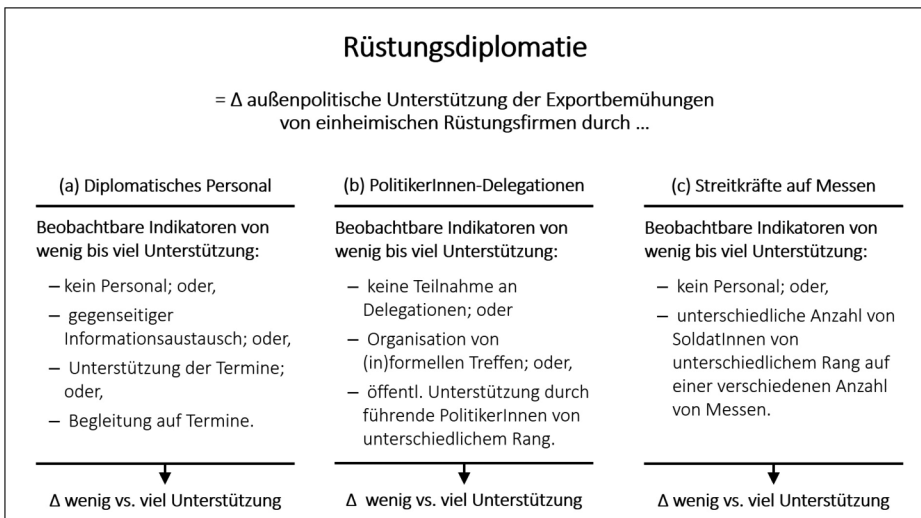 Rüstungsdiplomatie
= Δ außenpolitische Unterstützung der Exportbemühungen
von einheimischen Rüstungsfirmen durch ...
(a) Diplomatisches Personal
Beobachtbare Indikatoren von
wenig bis viel Unterstützung:
– kein Personal; oder,
– gegenseitiger
Informationsaustausch; oder,
– Unterstützung der Termine;
oder,
– Begleitung auf Termine.
Δ wenig vs. viel Unterstützung
(b) PolitikerInnen-Delegationen
Beobachtbare Indikatoren von
wenig bis viel Unterstützung:
– keine Teilnahme an
Delegationen; oder
– Organisation von
(in)formellen Treffen; oder,
– öffentl. Unterstützung durch
führende PolitikerInnen von
unterschiedlichem Rang.
Δ wenig vs. viel Unterstützung
(c) Streitkräfte auf Messen
Beobachtbare Indikatoren von
wenig bis viel Unterstützung:
– kein Personal; oder,
– unterschiedliche Anzahl von
SoldatInnen von
unterschiedlichem Rang auf
einer verschiedenen Anzahl
von Messen.
Δ wenig vs. viel Unterstützung